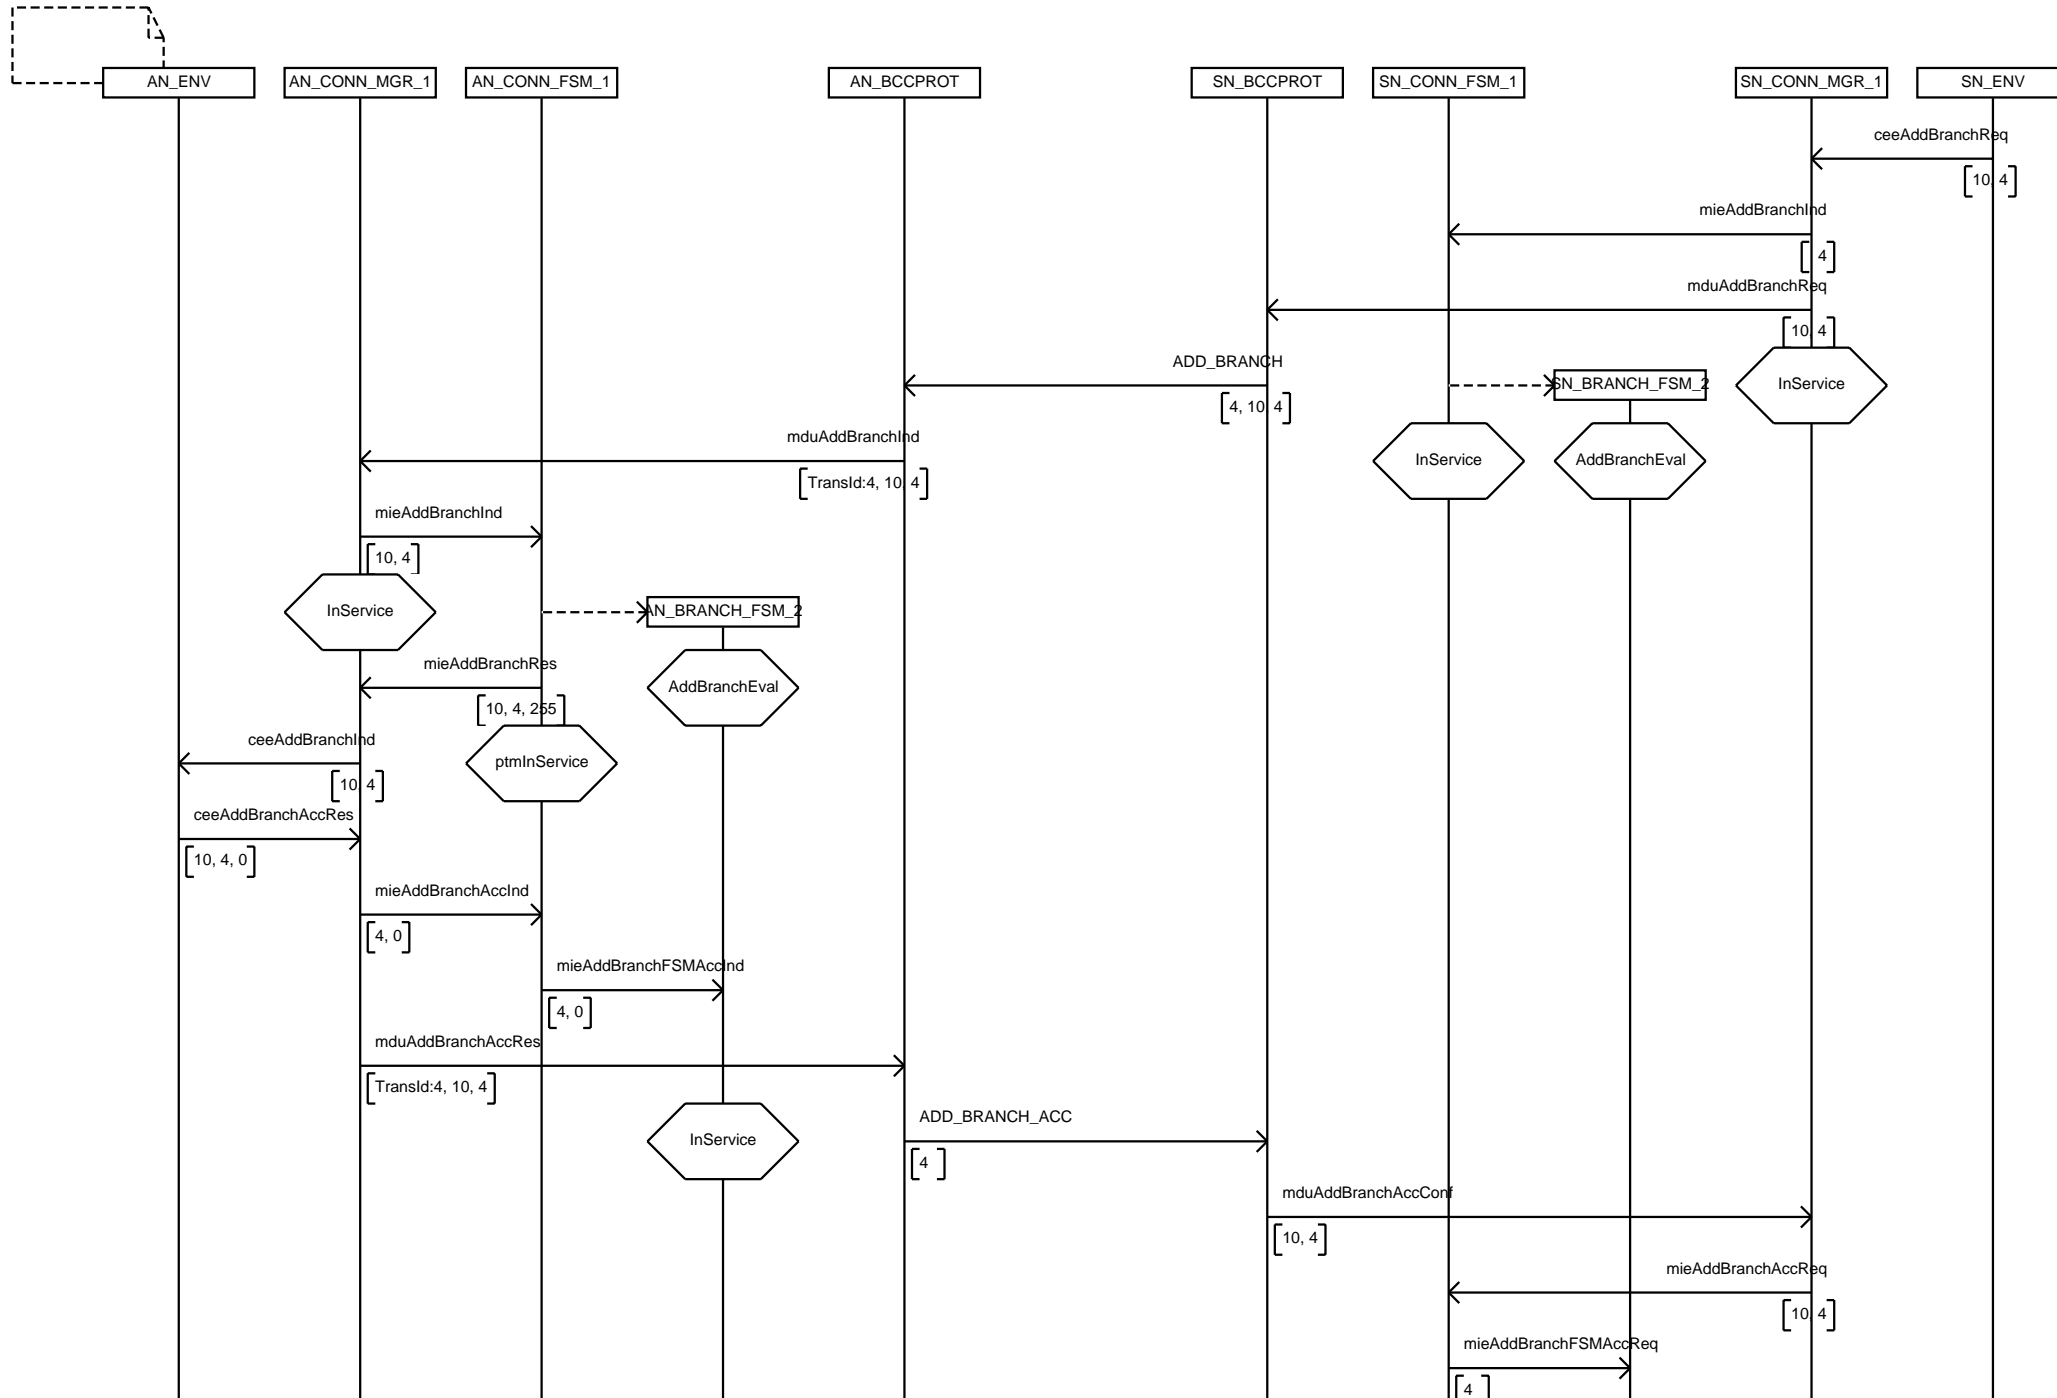 AN_ENV
AN_CONN_MGR_1
AN_CONN_FSM_1
AN_BCCPROT
SN_BCCPROT
SN_CONN_FSM_1
SN_CONN_MGR_1
SN_ENV
ceeAddBranchReq
10, 4
mieAddBranchInd
4
mduAddBranchReq
10, 4
ADD_BRANCH
SN_BRANCH_FSM_2
InService
4, 10, 4
mduAddBranchInd
InService
AddBranchEval
TransId:4, 10, 4
mieAddBranchInd
10, 4
InService
AN_BRANCH_FSM_2
mieAddBranchRes
AddBranchEval
10, 4, 255
ceeAddBranchInd
ptmInService
10, 4
ceeAddBranchAccRes
10, 4, 0
mieAddBranchAccInd
4, 0
mieAddBranchFSMAccInd
4, 0
mduAddBranchAccRes
TransId:4, 10, 4
ADD_BRANCH_ACC
InService
4
mduAddBranchAccConf
10, 4
mieAddBranchAccReq
10, 4
mieAddBranchFSMAccReq
4